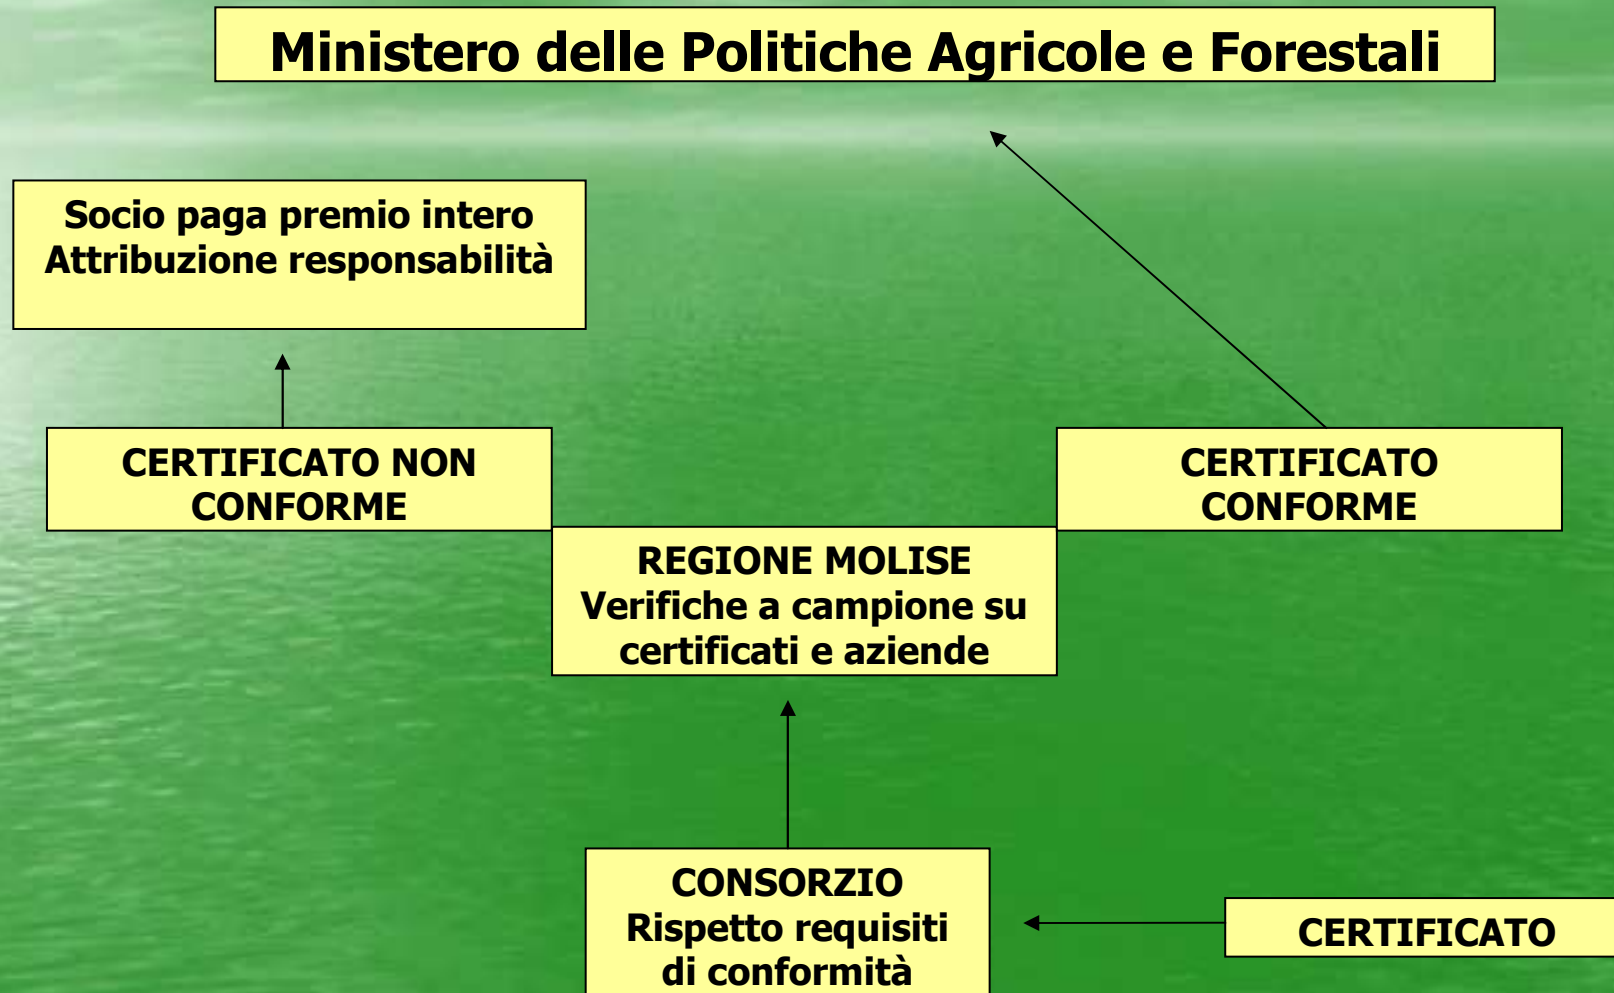 Ministero delle Politiche Agricole e Forestali
Socio paga premio intero
Attribuzione responsabilità
CERTIFICATO NON
CONFORME
CERTIFICATO
CONFORME
REGIONE MOLISE
Verifiche a campione su
certificati e aziende
CONSORZIO
Rispetto requisiti
di conformità
CERTIFICATO